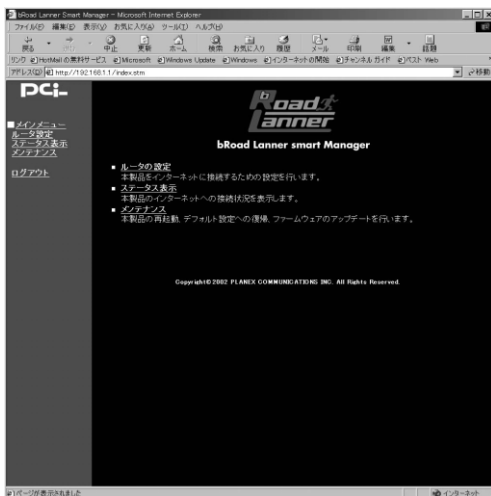 bRoad Lanner Smart Manager - Microsoft Internet Explorer
ファイル(F) 編集(E) 表示(V) お気に入り(A) ツール(T) ヘルプ(H)
戻る 中止 更新 ホーム 検索 お気に入り 履歴 メール 印刷 編集 話題
リンク HotMail の無料サービス Microsoft Windows Update Windows インターネットの開始 チャンネル ガイド ベスト Web
アドレス(D) http://192.168.1.1/index.stm 移動
PCi
b Road
Lanner
bRoad Lanner smart Manager
■メインメニュー
ルータ設定
ステータス表示
メンテナンス
ログアウト
■ ルータの設定
本製品をインターネットに接続するための設定を行います。
■ ステータス表示
本製品のインターネットへの接続状況を表示します。
■ メンテナンス
本製品の再起動、デフォルト設定への復帰、ファームウェアのアップデートを行います。
Copyright© 2002 PLANEX COMMUNICATIONS INC. All Rights Reserved.
ページが表示されました インターネット